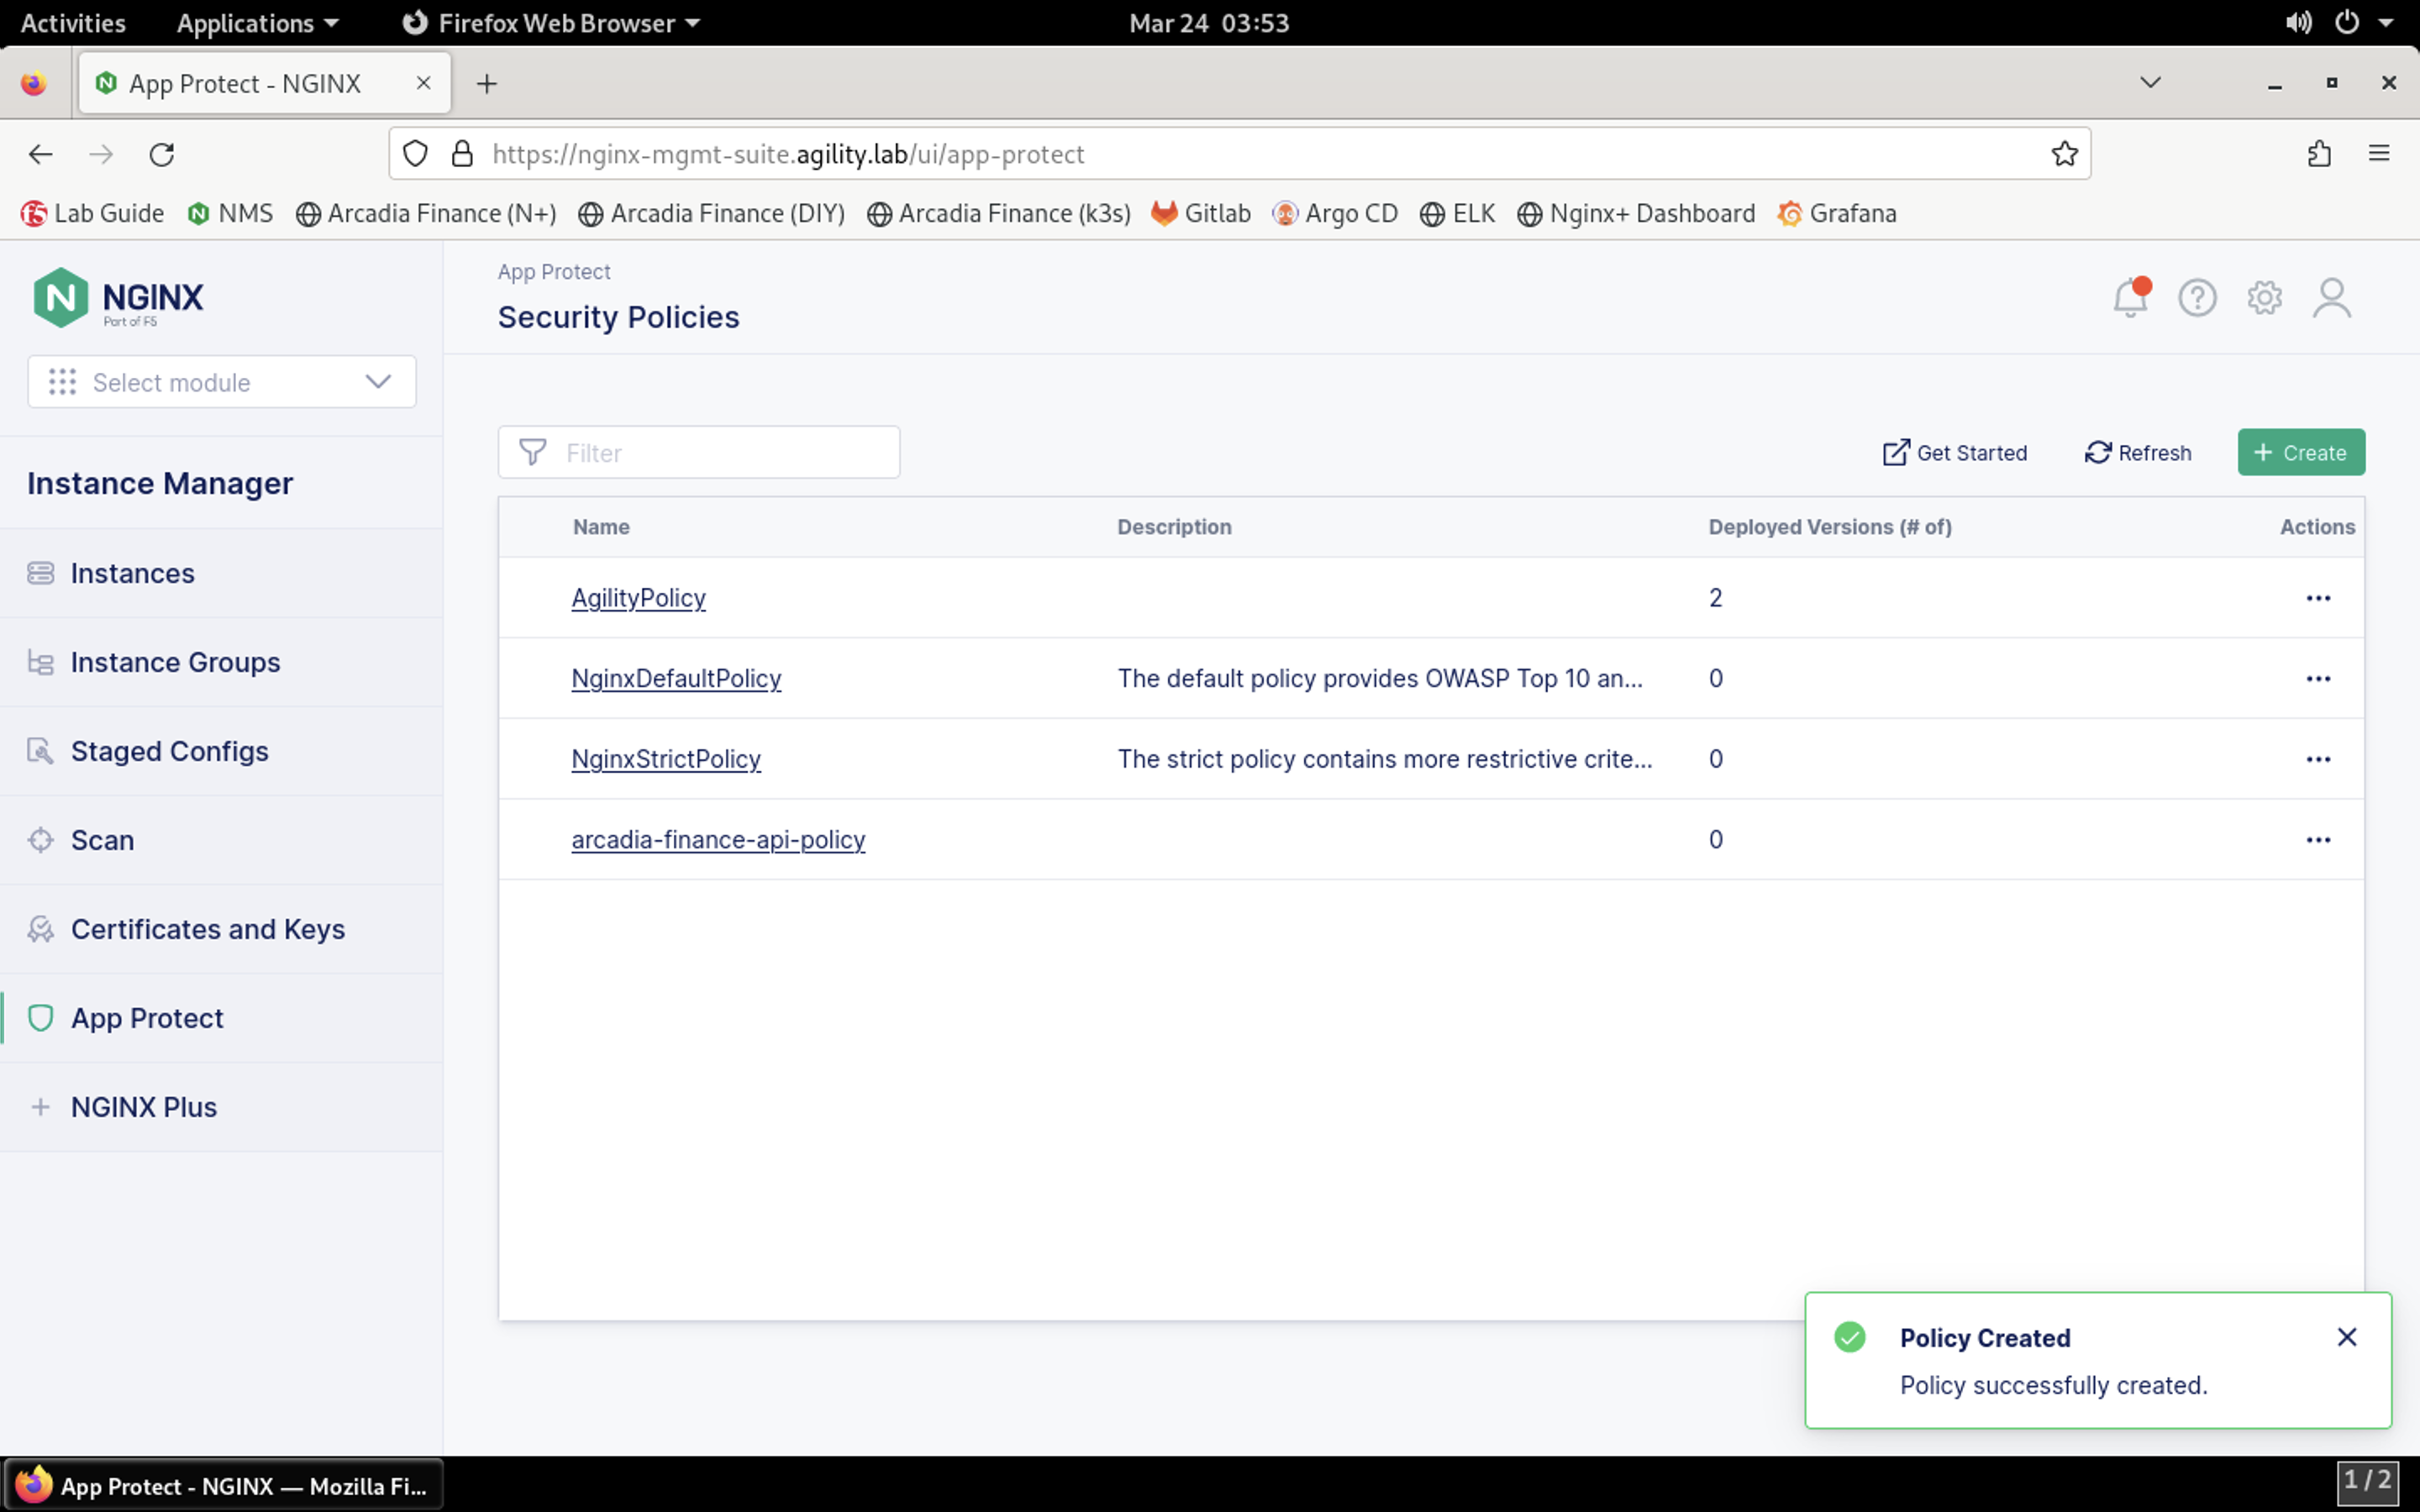 Activities Applications Firefox Web Browser Mar 24 03:53
App Protect - NGINX
https://nginx-mgmt-suite.agility.lab/ui/app-protect
Lab Guide NMS Arcadia Finance (N+) Arcadia Finance (DIY) Arcadia Finance (k3s) Gitlab Argo CD ELK Nginx+ Dashboard Grafana
NGINX
Part of F5
App Protect
Security Policies
Select module
Filter
Get Started Refresh + Create
Instance Manager
Instances
Instance Groups
Staged Configs
Scan
Certificates and Keys
App Protect
NGINX Plus
Name Description Deployed Versions (# of) Actions
AgilityPolicy 2
NginxDefaultPolicy The default policy provides OWASP Top 10 an... 0
NginxStrictPolicy The strict policy contains more restrictive crite... 0
arcadia-finance-api-policy 0
Policy Created
Policy successfully created.
App Protect - NGINX — Mozilla Fi... 1 / 2